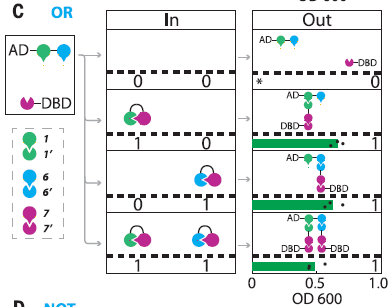 OD 600
C OR
In Out
AD
DBD
AD
DBD
* 0
0 0
1
1'
6
6'
7
7'
AD
DBD
1 0 1
AD
DBD
0 1 1
AD
DBD DBD
1 1 1
0 0.5 1.0
OD 600
D NOT